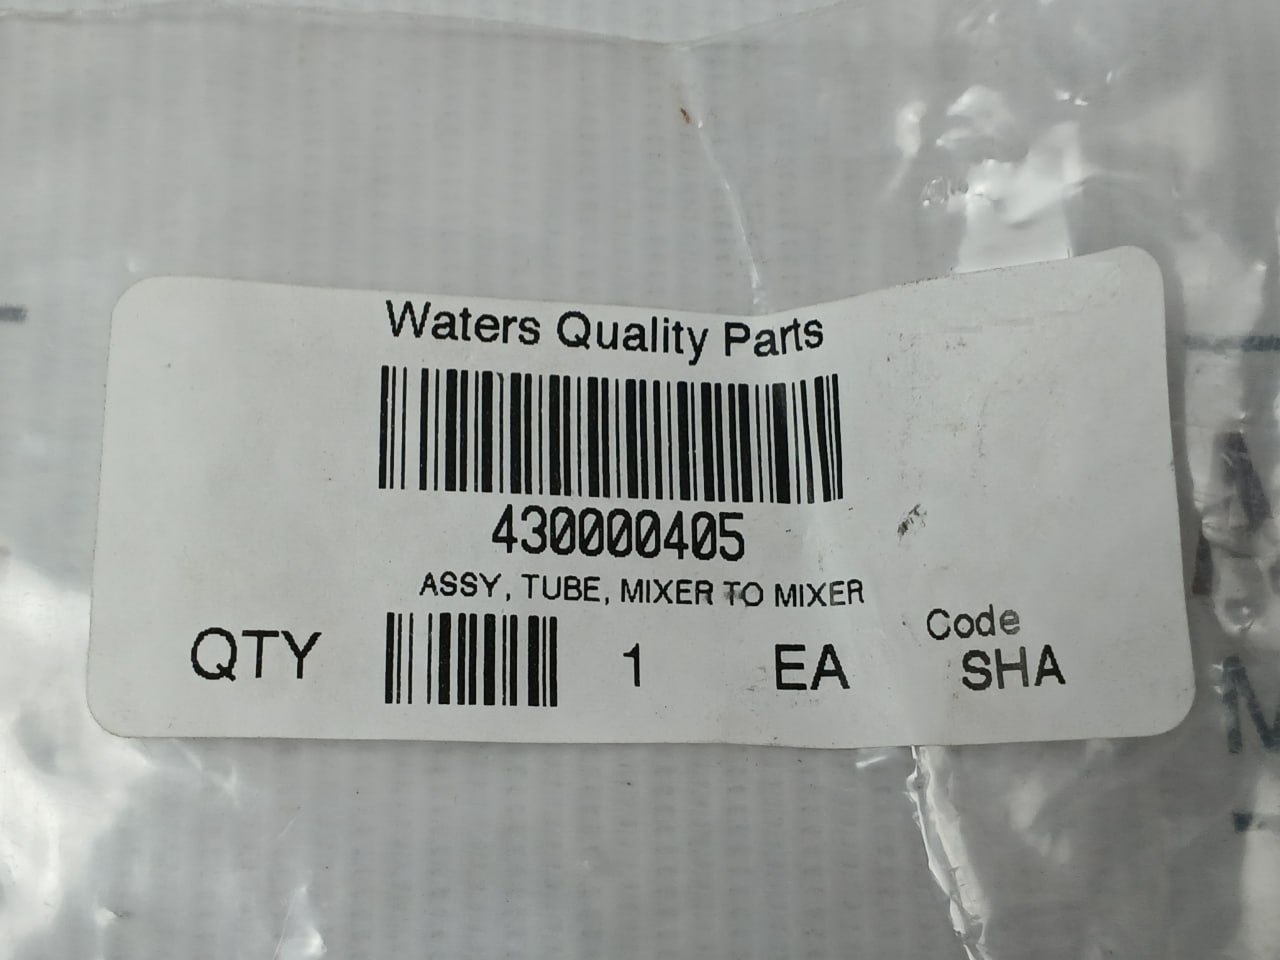 Waters Quality Parts
430000405
ASSY, TUBE, MIXER TO MIXER
QTY 1 EA Code SHA